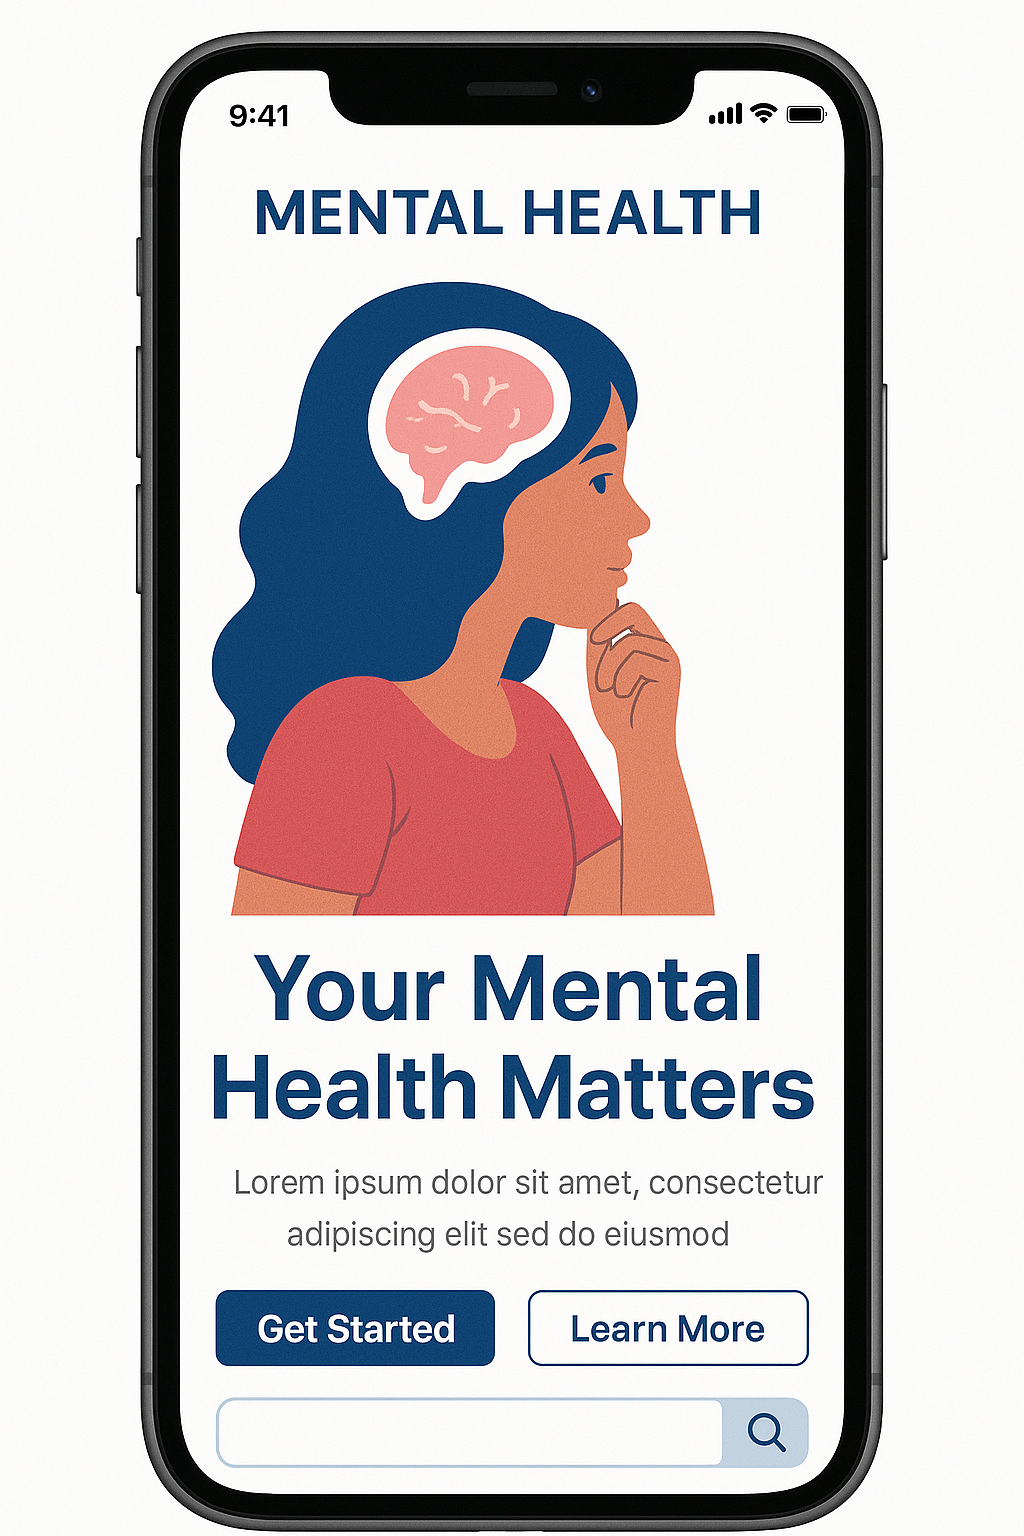 9:41
MENTAL HEALTH
Your Mental
Health Matters
Lorem ipsum dolor sit amet, consectetur
adipiscing elit sed do eiusmod
Get Started
Learn More